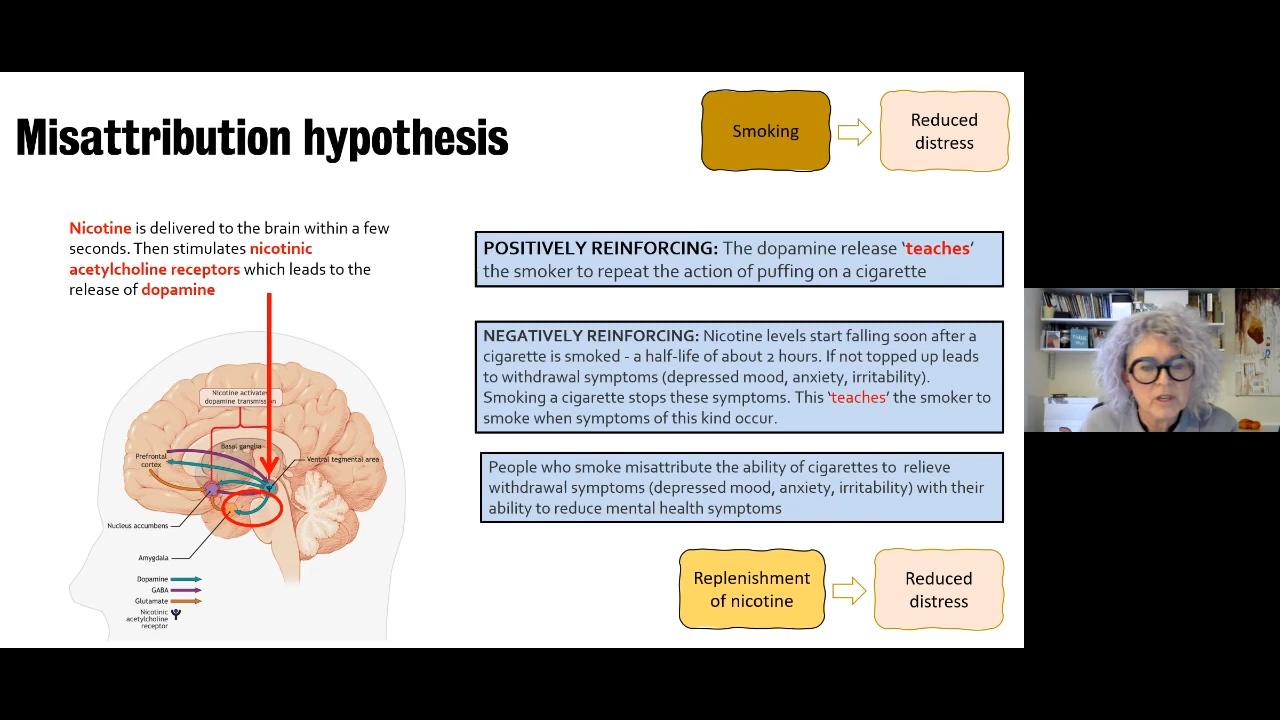 Misattribution hypothesis
Smoking
Reduced
distress
Nicotine is delivered to the brain within a few
seconds. Then stimulates nicotinic
acetylcholine receptors which leads to the
release of dopamine
POSITIVELY REINFORCING: The dopamine release ‘teaches’
the smoker to repeat the action of puffing on a cigarette
NEGATIVELY REINFORCING: Nicotine levels start falling soon after a
cigarette is smoked - a half-life of about 2 hours. If not topped up leads
to withdrawal symptoms (depressed mood, anxiety, irritability).
Smoking a cigarette stops these symptoms. This ‘teaches’ the smoker to
smoke when symptoms of this kind occur.
People who smoke misattribute the ability of cigarettes to relieve
withdrawal symptoms (depressed mood, anxiety, irritability) with their
ability to reduce mental health symptoms
Replenishment
of nicotine
Reduced
distress
Nicotine activates
dopamine transmission
Basal ganglia
Prefrontal
cortex
Ventral tegmental area
Nucleus accumbens
Amygdala
Dopamine
GABA
Glutamate
Nicotinic
acetylcholine
receptor